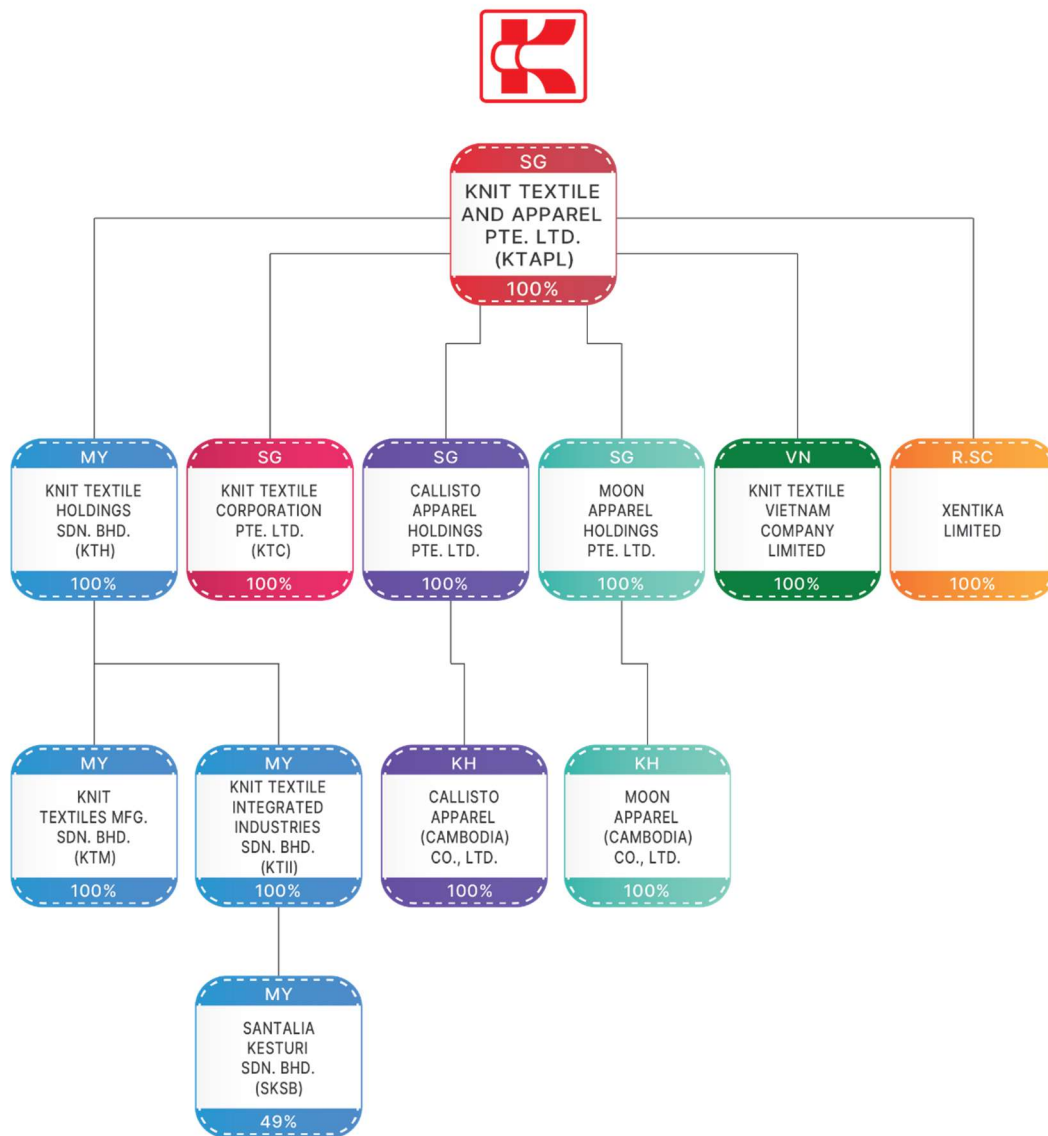 SG
KNIT TEXTILE
AND APPAREL
PTE. LTD.
(KTAPL)
100%
MY
KNIT TEXTILE
HOLDINGS
SDN. BHD.
(KTH)
100%
SG
KNIT TEXTILE
CORPORATION
PTE. LTD.
(KTC)
100%
SG
CALLISTO
APPAREL
HOLDINGS
PTE. LTD.
100%
SG
MOON
APPAREL
HOLDINGS
PTE. LTD.
100%
VN
KNIT TEXTILE
VIETNAM
COMPANY
LIMITED
100%
R.SC
XENTIKA
LIMITED
100%
MY
KNIT
TEXTILES MFG.
SDN. BHD.
(KTM)
100%
MY
KNIT TEXTILE
INTEGRATED
INDUSTRIES
SDN. BHD.
(KTII)
100%
KH
CALLISTO
APPAREL
(CAMBODIA)
CO., LTD.
100%
KH
MOON
APPAREL
(CAMBODIA)
CO., LTD.
100%
MY
SANTALIA
KESTURI
SDN. BHD.
(SKSB)
49%